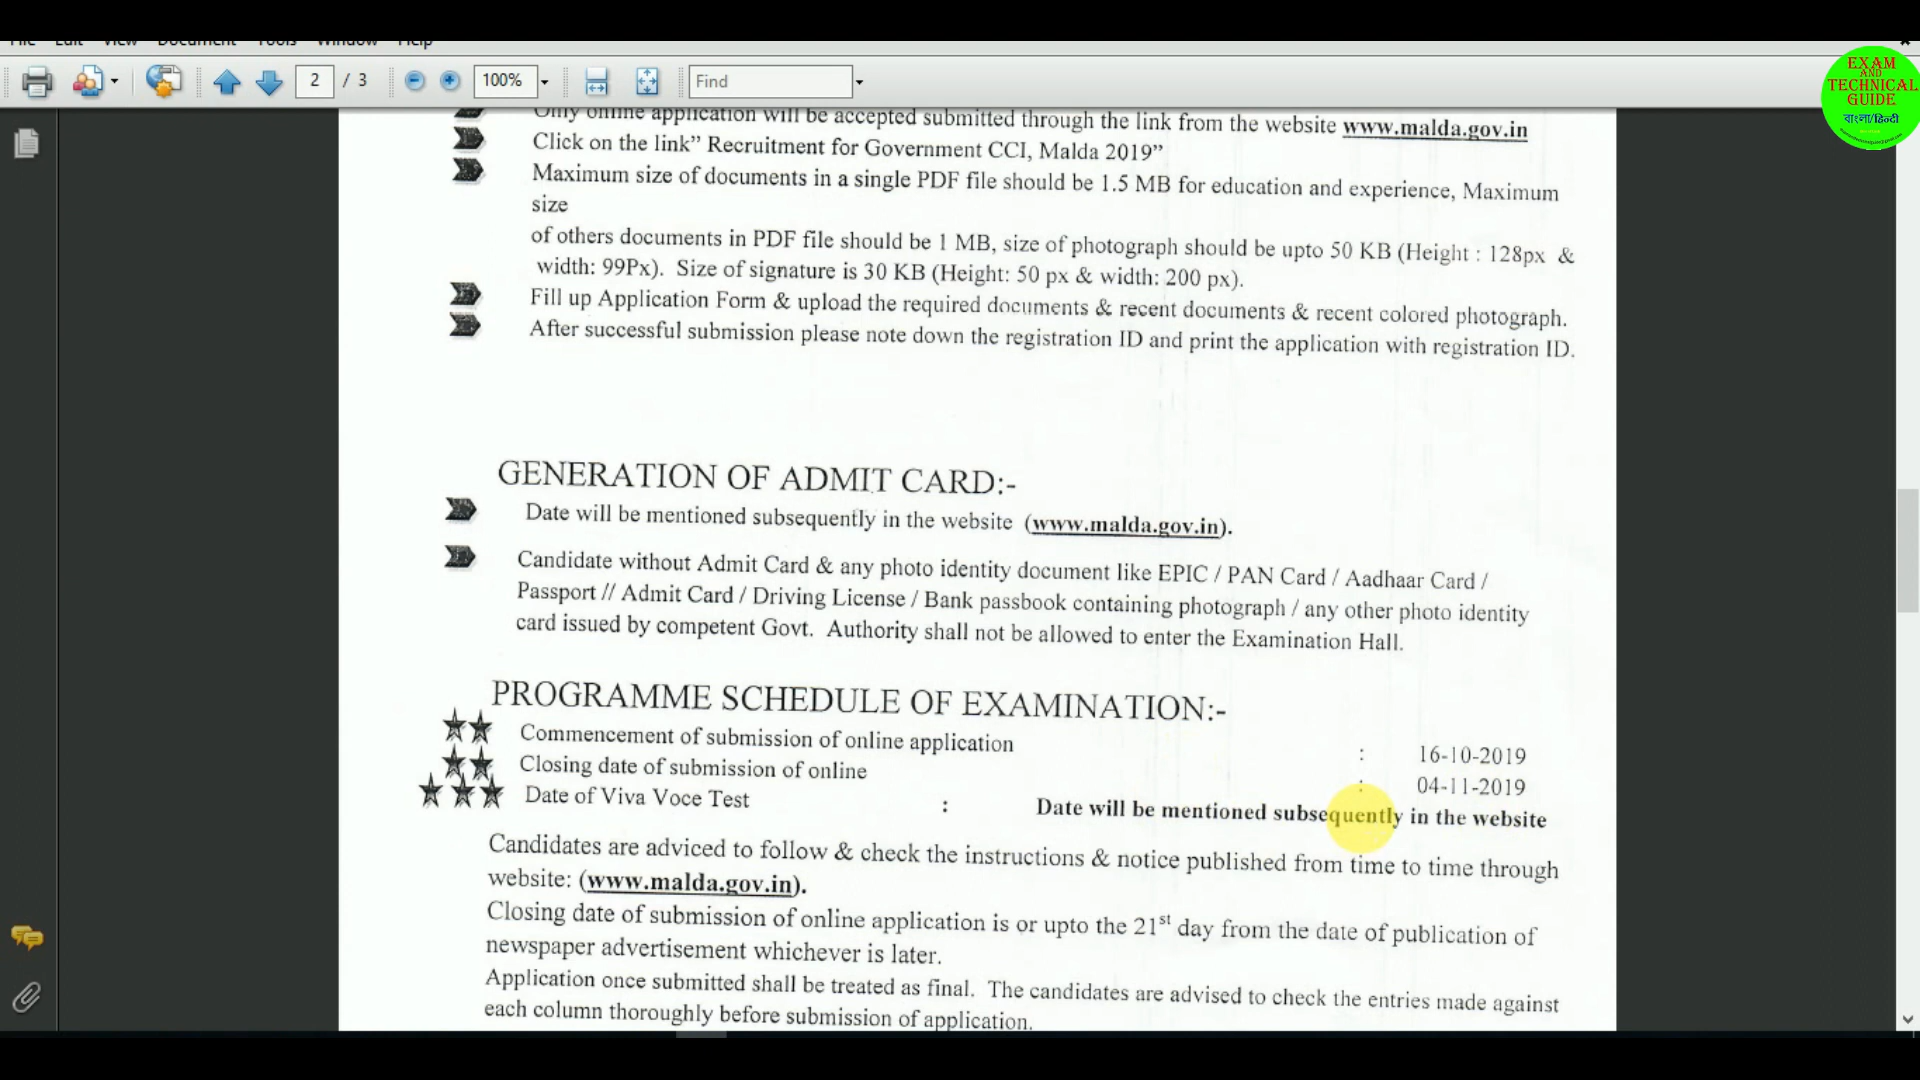 File Edit View Document Tools Window Help
2 / 3 100% Find
EXAM
AND
TECHNICAL
GUIDE
বাংলা/हिन्दी
Only online application will be accepted submitted through the link from the website www.malda.gov.in
Click on the link” Recruitment for Government CCI, Malda 2019”
Maximum size of documents in a single PDF file should be 1.5 MB for education and experience, Maximum
size
of others documents in PDF file should be 1 MB, size of photograph should be upto 50 KB (Height : 128px &
width: 99Px). Size of signature is 30 KB (Height: 50 px & width: 200 px).
Fill up Application Form & upload the required documents & recent documents & recent colored photograph.
After successful submission please note down the registration ID and print the application with registration ID.
GENERATION OF ADMIT CARD:-
Date will be mentioned subsequently in the website (www.malda.gov.in).
Candidate without Admit Card & any photo identity document like EPIC / PAN Card / Aadhaar Card /
Passport // Admit Card / Driving License / Bank passbook containing photograph / any other photo identity
card issued by competent Govt. Authority shall not be allowed to enter the Examination Hall.
PROGRAMME SCHEDULE OF EXAMINATION:-
Commencement of submission of online application : 16-10-2019
Closing date of submission of online : 04-11-2019
Date of Viva Voce Test : Date will be mentioned subsequently in the website
Candidates are adviced to follow & check the instructions & notice published from time to time through
website: (www.malda.gov.in).
Closing date of submission of online application is or upto the 21st day from the date of publication of
newspaper advertisement whichever is later.
Application once submitted shall be treated as final. The candidates are advised to check the entries made against
each column thoroughly before submission of application.